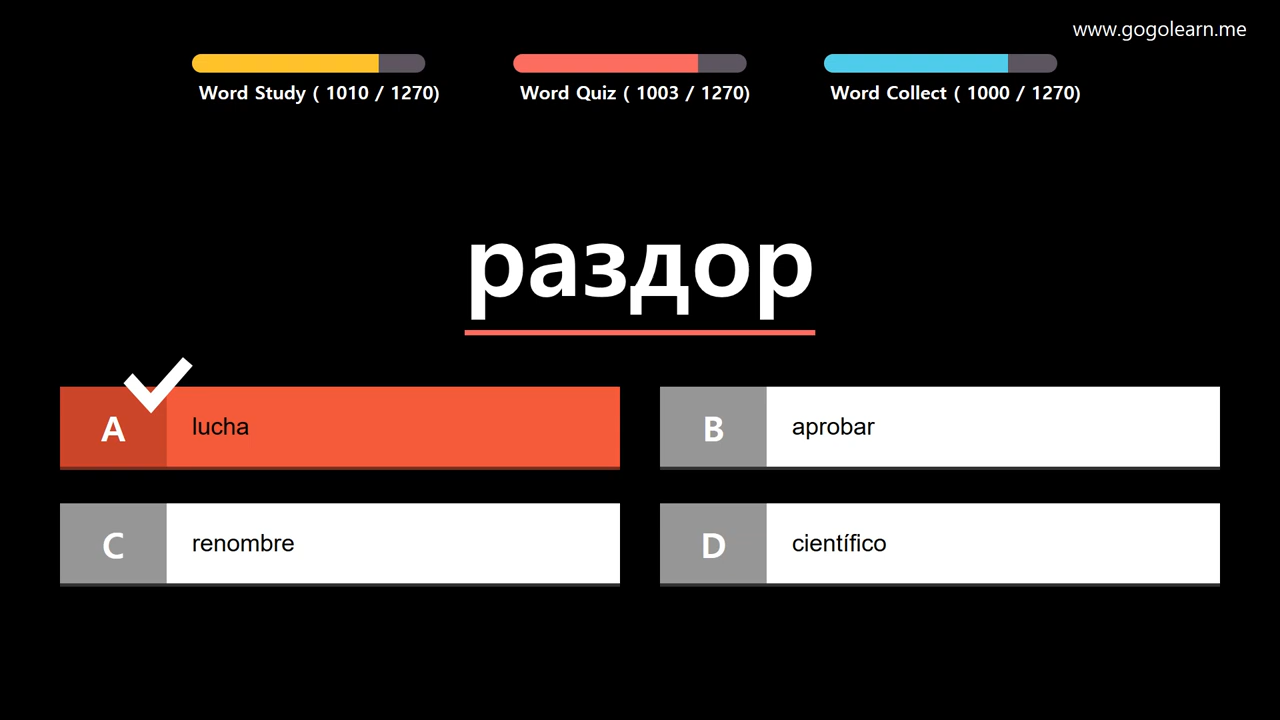 www.gogolearn.me
Word Study ( 1010 / 1270)
Word Quiz ( 1003 / 1270)
Word Collect ( 1000 / 1270)
раздор
A lucha
B aprobar
C renombre
D científico